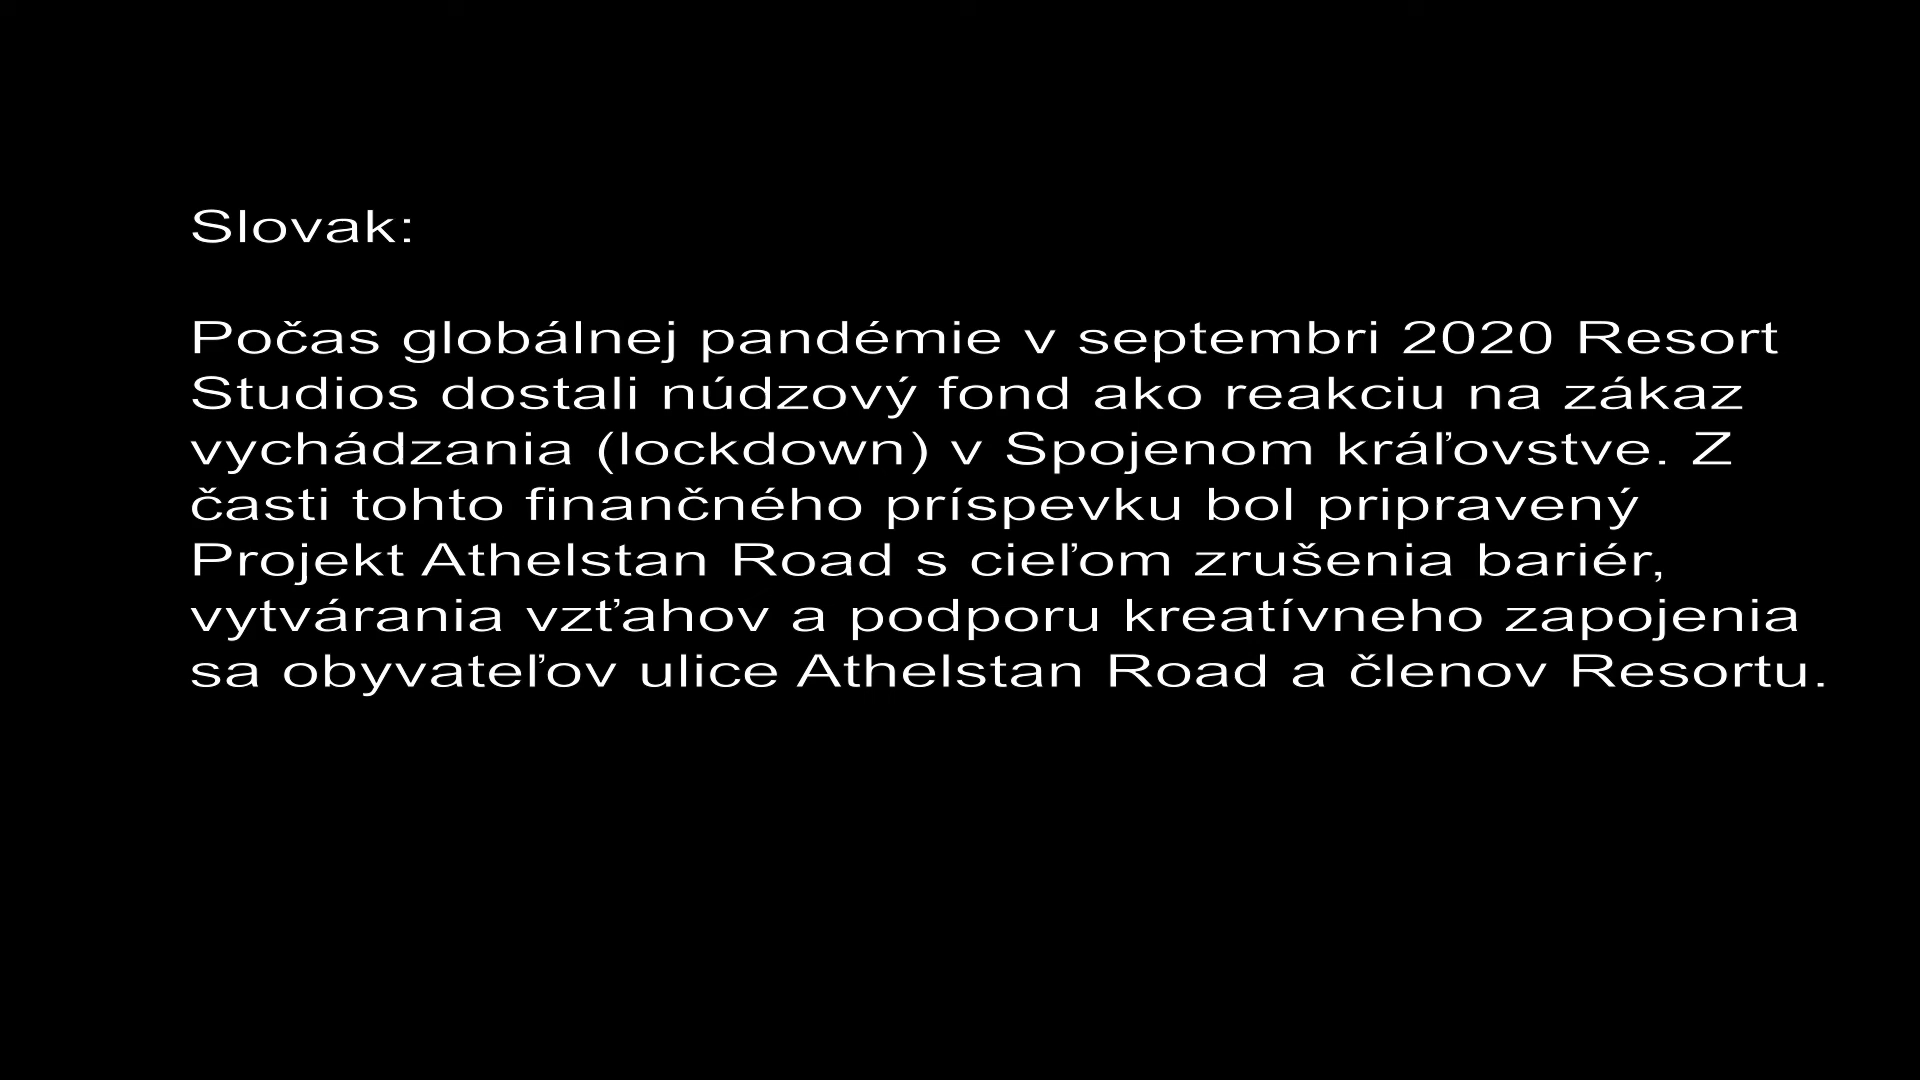 Slovak:
Počas globálnej pandémie v septembri 2020 Resort
Studios dostali núdzový fond ako reakciu na zákaz
vychádzania (lockdown) v Spojenom kráľovstve. Z
časti tohto finančného príspevku bol pripravený
Projekt Athelstan Road s cieľom zrušenia bariér,
vytvárania vzťahov a podporu kreatívneho zapojenia
sa obyvateľov ulice Athelstan Road a členov Resortu.